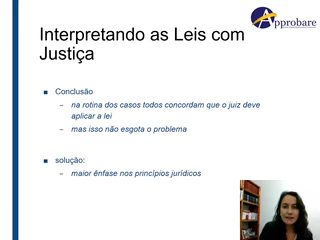 Approbare
Interpretando as Leis com
Justiça
Conclusão
na rotina dos casos todos concordam que o juiz deve
aplicar a lei
mas isso não esgota o problema
solução:
maior ênfase nos princípios jurídicos